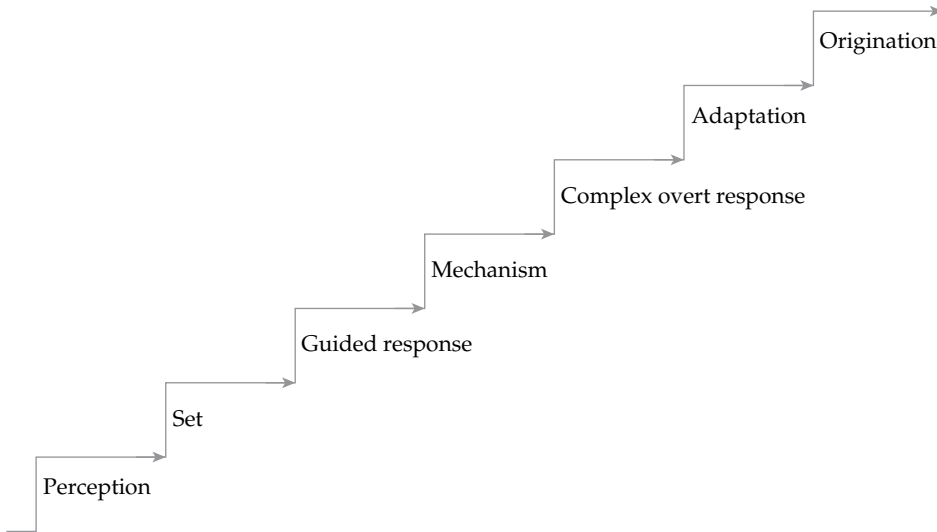 Origination
Adaptation
Complex overt response
Mechanism
Guided response
Set
Perception